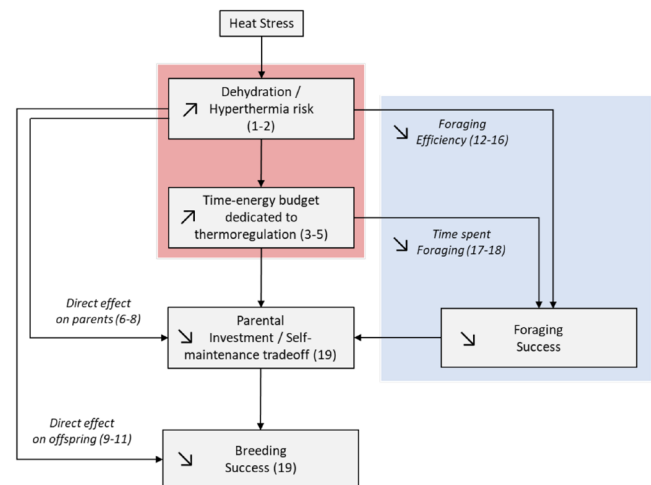 Heat Stress
Dehydration /
Hyperthermia risk
(1-2)
Foraging
Efficiency (12-16)
Time-energy budget
dedicated to
thermoregulation (3-5)
Time spent
Foraging (17-18)
Direct effect
on parents (6-8)
Parental
Investment / Self-
maintenance tradeoff (19)
Foraging
Success
Direct effect
on offspring (9-11)
Breeding
Success (19)